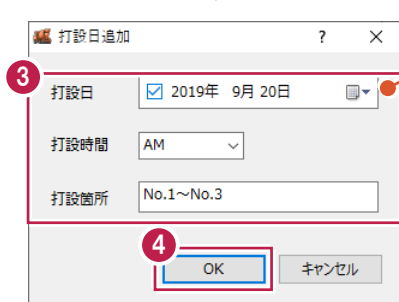 打設日追加 ? ×
3
打設日 2019年 9月 20日
打設時間 AM
打設箇所 No.1～No.3
4
OK キャンセル